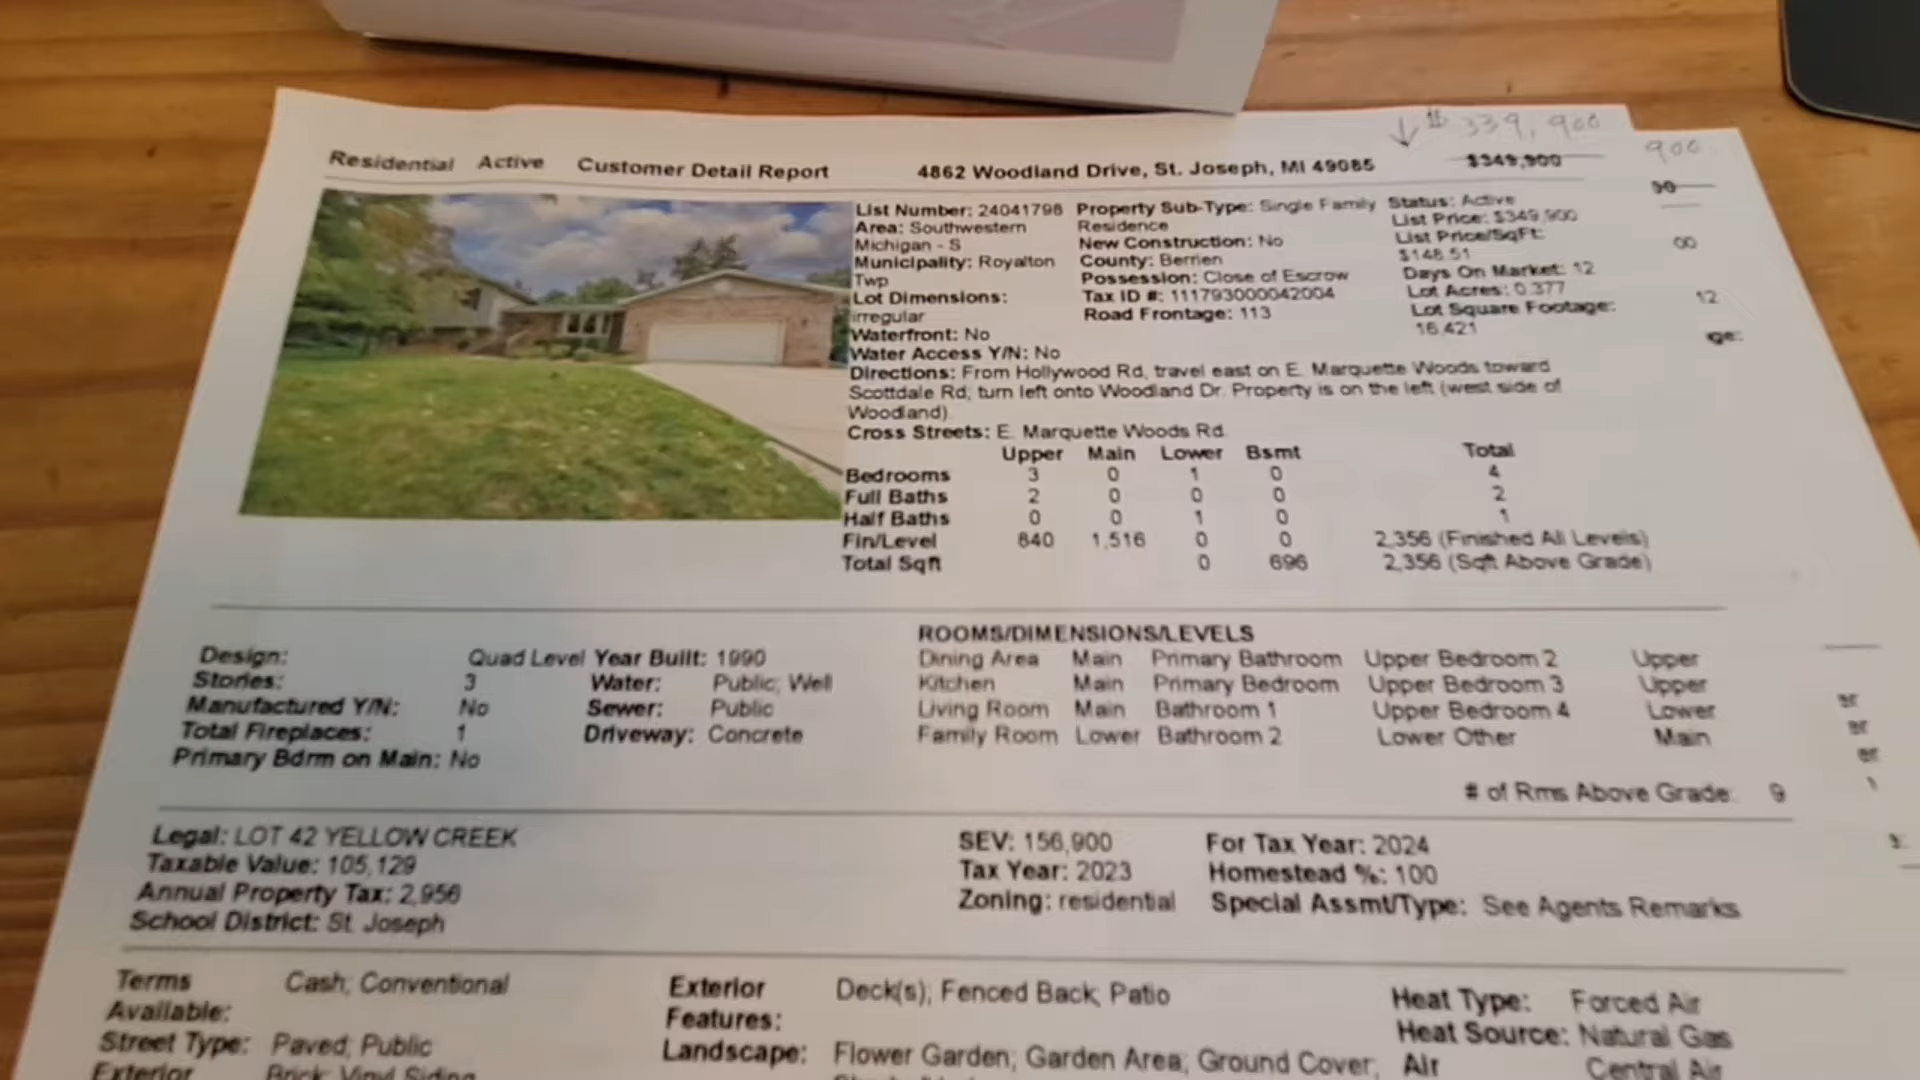 ↓ $ 339,900
900
Residential Active Customer Detail Report 4862 Woodland Drive, St. Joseph, MI 49085 $349,900
List Number: 24041798 Property Sub-Type: Single Family Status: Active
Area: Southwestern Residence List Price: $349,900
Michigan - S New Construction: No List Price/SqFt:
Municipality: Royalton County: Berrien $148.51
Twp Possession: Close of Escrow Days On Market: 12
Lot Dimensions: Tax ID #: 111793000042004 Lot Acres: 0.377
irregular Road Frontage: 113 Lot Square Footage:
Waterfront: No 16,421
Water Access Y/N: No
Directions: From Hollywood Rd, travel east on E. Marquette Woods toward
Scottdale Rd; turn left onto Woodland Dr. Property is on the left (west side of
Woodland).
Cross Streets: E. Marquette Woods Rd.
00
12
ge:
Upper Main Lower Bsmt Total
Bedrooms 3 0 1 0 4
Full Baths 2 0 0 0 2
Half Baths 0 0 1 0 1
Fin/Level 840 1,516 0 0 2,356 (Finished All Levels)
Total Sqft 0 696 2,356 (Sqft Above Grade)
ROOMS/DIMENSIONS/LEVELS
Design: Quad Level Year Built: 1990 Dining Area Main Primary Bathroom Upper Bedroom 2 Upper
Stories: 3 Water: Public; Well Kitchen Main Primary Bedroom Upper Bedroom 3 Upper
Manufactured Y/N: No Sewer: Public Living Room Main Bathroom 1 Upper Bedroom 4 Lower
Total Fireplaces: 1 Driveway: Concrete Family Room Lower Bathroom 2 Lower Other Main
Primary Bdrm on Main: No
# of Rms Above Grade: 9
er
er
er
Legal: LOT 42 YELLOW CREEK SEV: 156,900 For Tax Year: 2024
Taxable Value: 105,129 Tax Year: 2023 Homestead %: 100
Annual Property Tax: 2,956 Zoning: residential Special Assmt/Type: See Agents Remarks
School District: St. Joseph
Terms Cash; Conventional Exterior Deck(s); Fenced Back; Patio Heat Type: Forced Air
Available: Features: Heat Source: Natural Gas
Street Type: Paved; Public Landscape: Flower Garden; Garden Area; Ground Cover; Air Central Air
Exterior Brick; Vinyl Siding